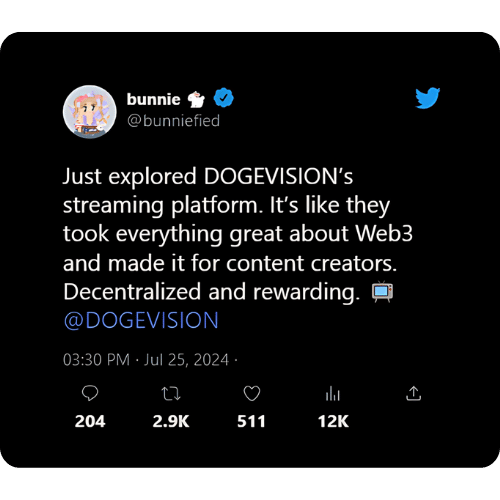 bunnie
@bunniefied
Just explored DOGEVISION's
streaming platform. It's like they
took everything great about Web3
and made it for content creators.
Decentralized and rewarding. 📺
@DOGEVISION
03:30 PM · Jul 25, 2024 ·
204 2.9K 511 12K